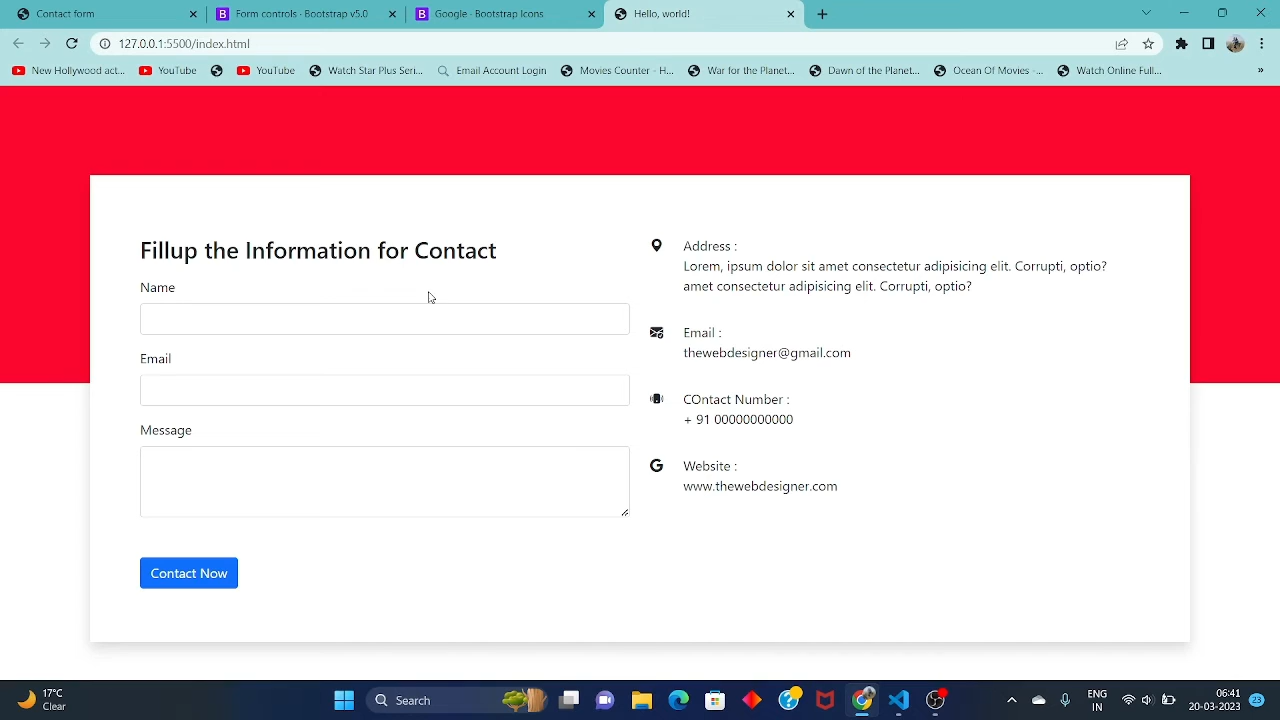 Contact form
Form controls · Bootstrap v5.0
Google · Bootstrap Icons
Hello, world!
127.0.0.1:5500/index.html
New Hollywood act...
YouTube
YouTube
Watch Star Plus Seri...
Email Account Login
Movies Counter - H...
War for the Planet...
Dawn of the Planet...
Ocean Of Movies -...
Watch Online Full...
»
Fillup the Information for Contact
Name
Email
Message
Contact Now
Address :
Lorem, ipsum dolor sit amet consectetur adipisicing elit. Corrupti, optio?
amet consectetur adipisicing elit. Corrupti, optio?
Email :
thewebdesigner@gmail.com
COntact Number :
+ 91 00000000000
Website :
www.thewebdesigner.com
17°C
Clear
Search
ENG
IN
06:41
20-03-2023
23